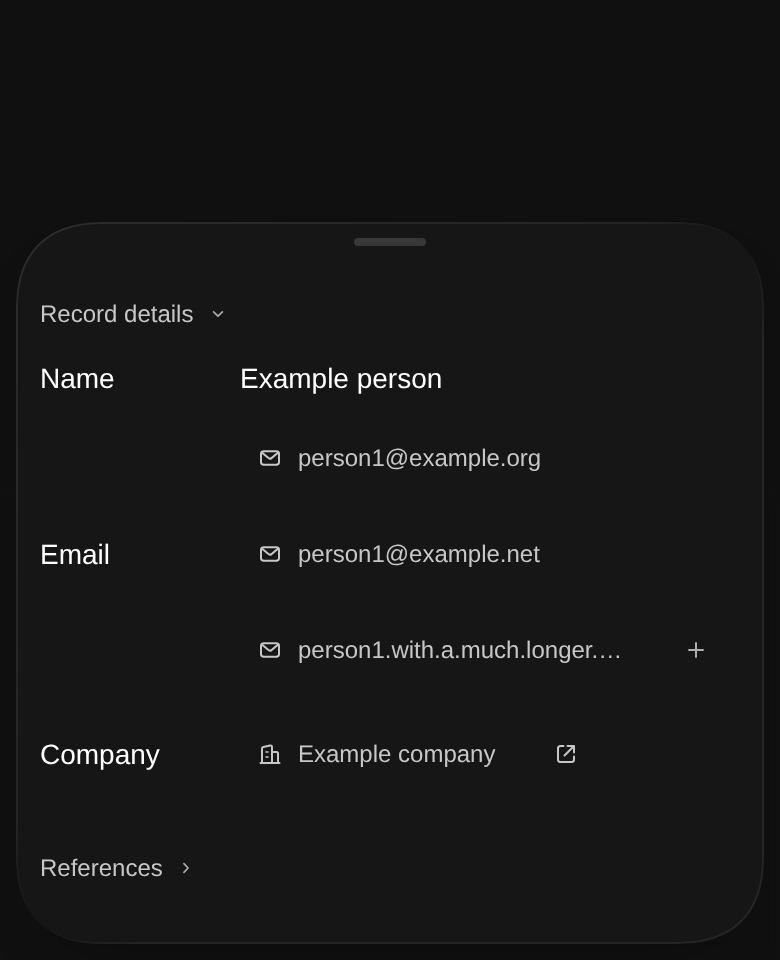 Record details
Name Example person
person1@example.org
Email person1@example.net
person1.with.a.much.longer.…
Company Example company
References